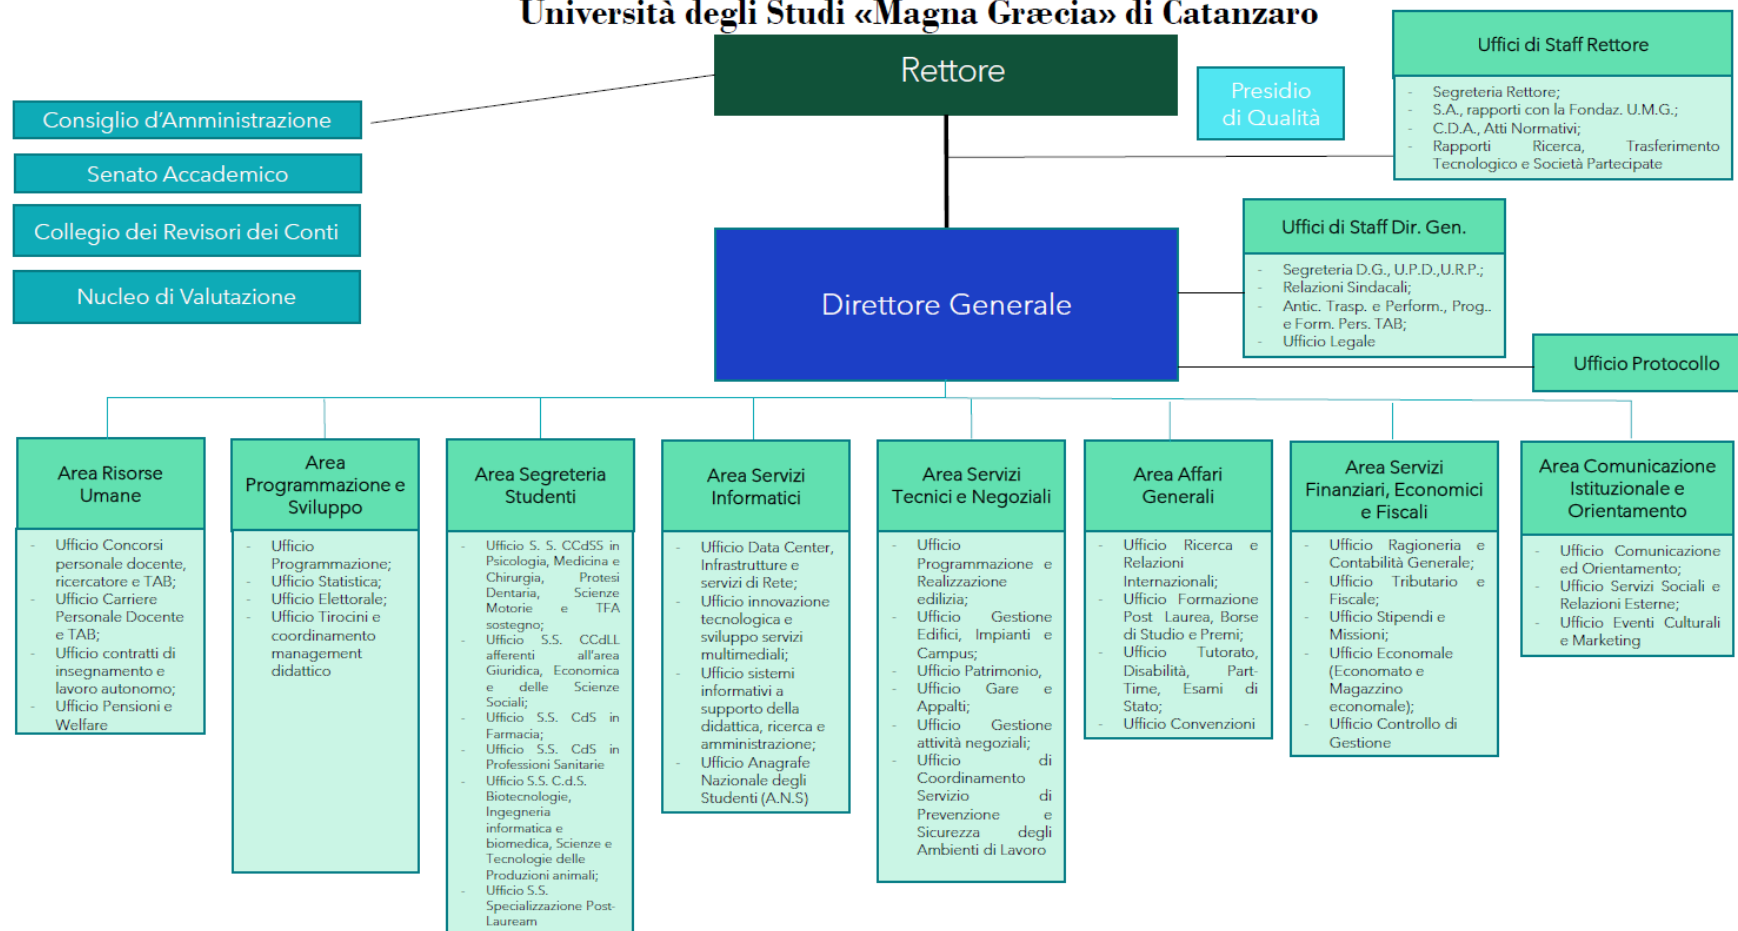 Università degli Studi «Magna Græcia» di Catanzaro
Rettore
Presidio
di Qualità
Uffici di Staff Rettore
- Segreteria Rettore;
- S.A., rapporti con la Fondaz. U.M.G.;
- C.D.A., Atti Normativi;
- Rapporti Ricerca, Trasferimento
Tecnologico e Società Partecipate
Consiglio d'Amministrazione
Senato Accademico
Collegio dei Revisori dei Conti
Nucleo di Valutazione
Direttore Generale
Uffici di Staff Dir. Gen.
- Segreteria D.G., U.P.D.,U.R.P.;
- Relazioni Sindacali;
- Antic. Trasp. e Perform., Prog..
e Form. Pers. TAB;
- Ufficio Legale
Ufficio Protocollo
Area Risorse
Umane
- Ufficio Concorsi
personale docente,
ricercatore e TAB;
- Ufficio Carriere
Personale Docente
e TAB;
- Ufficio contratti di
insegnamento e
lavoro autonomo;
- Ufficio Pensioni e
Welfare
Area
Programmazione e
Sviluppo
- Ufficio
Programmazione;
- Ufficio Statistica;
- Ufficio Elettorale;
- Ufficio Tirocini e
coordinamento
management
didattico
Area Segreteria
Studenti
- Ufficio S. S. CCdSS in
Psicologia, Medicina e
Chirurgia, Protesi
Dentaria, Scienze
Motorie e TFA
sostegno;
- Ufficio S.S. CCdLL
afferenti all'area
Giuridica, Economica
e delle Scienze
Sociali;
- Ufficio S.S. CdS in
Farmacia;
- Ufficio S.S. CdS in
Professioni Sanitarie
- Ufficio S.S. C.d.S.
Biotecnologie,
Ingegneria
informatica e
biomedica, Scienze e
Tecnologie delle
Produzioni animali;
- Ufficio S.S.
Specializzazione Post-
Lauream
Area Servizi
Informatici
- Ufficio Data Center,
Infrastrutture e
servizi di Rete;
- Ufficio innovazione
tecnologica e
sviluppo servizi
multimediali;
- Ufficio sistemi
informativi a
supporto della
didattica, ricerca e
amministrazione;
- Ufficio Anagrafe
Nazionale degli
Studenti (A.N.S)
Area Servizi
Tecnici e Negoziali
- Ufficio
Programmazione e
Realizzazione
edilizia;
- Ufficio Gestione
Edifici, Impianti e
Campus;
- Ufficio Patrimonio,
- Ufficio Gare e
Appalti;
- Ufficio Gestione
attività negoziali;
- Ufficio di
Coordinamento
Servizio di
Prevenzione e
Sicurezza degli
Ambienti di Lavoro
Area Affari
Generali
- Ufficio Ricerca e
Relazioni
Internazionali;
- Ufficio Formazione
Post Laurea, Borse
di Studio e Premi;
- Ufficio Tutorato,
Disabilità, Part-
Time, Esami di
Stato;
- Ufficio Convenzioni
Area Servizi
Finanziari, Economici
e Fiscali
- Ufficio Ragioneria e
Contabilità Generale;
- Ufficio Tributario e
Fiscale;
- Ufficio Stipendi e
Missioni;
- Ufficio Economale
(Economato e
Magazzino
economale);
- Ufficio Controllo di
Gestione
Area Comunicazione
Istituzionale e
Orientamento
- Ufficio Comunicazione
ed Orientamento;
- Ufficio Servizi Sociali e
Relazioni Esterne;
- Ufficio Eventi Culturali
e Marketing